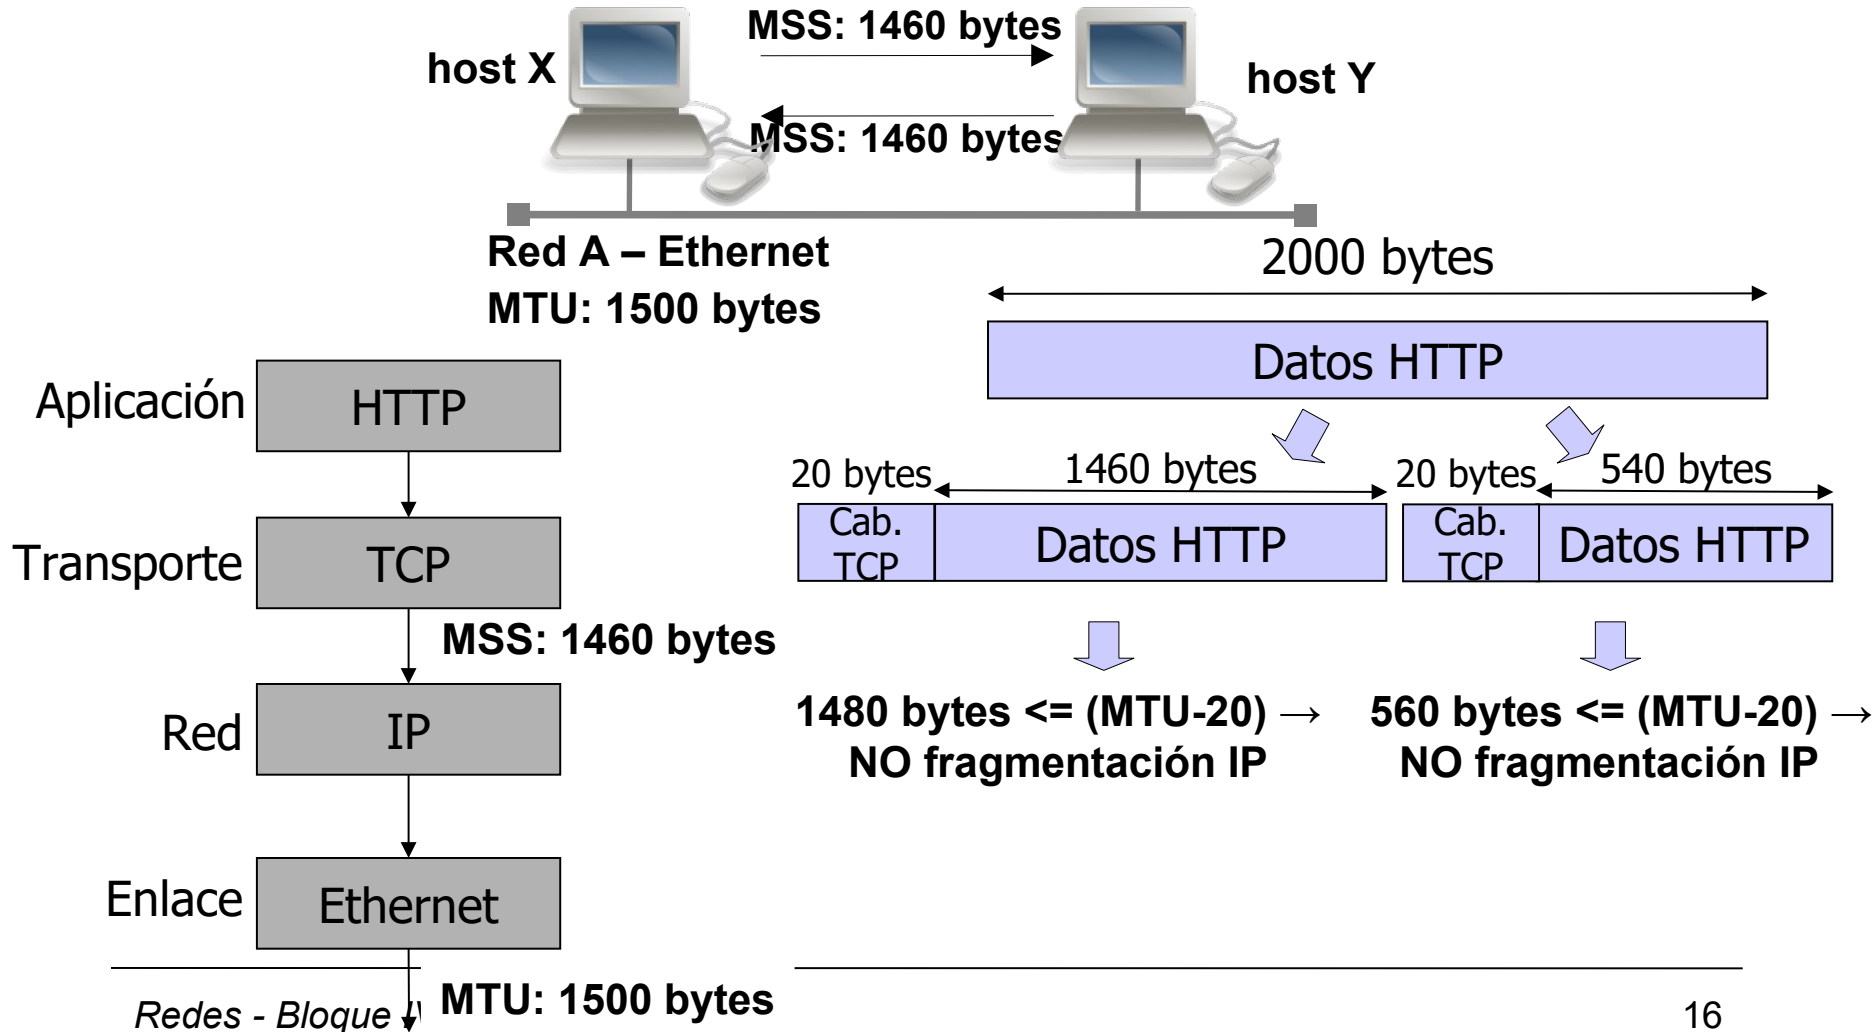 MSS: 1460 bytes
host X
host Y
MSS: 1460 bytes
Red A – Ethernet
MTU: 1500 bytes
2000 bytes
Datos HTTP
Aplicación
HTTP
20 bytes
1460 bytes
20 bytes
540 bytes
Cab.
TCP
Datos HTTP
Cab.
TCP
Datos HTTP
Transporte
TCP
MSS: 1460 bytes
Red
IP
1480 bytes <= (MTU-20) →
NO fragmentación IP
560 bytes <= (MTU-20) →
NO fragmentación IP
Enlace
Ethernet
MTU: 1500 bytes
Redes - Bloque
16